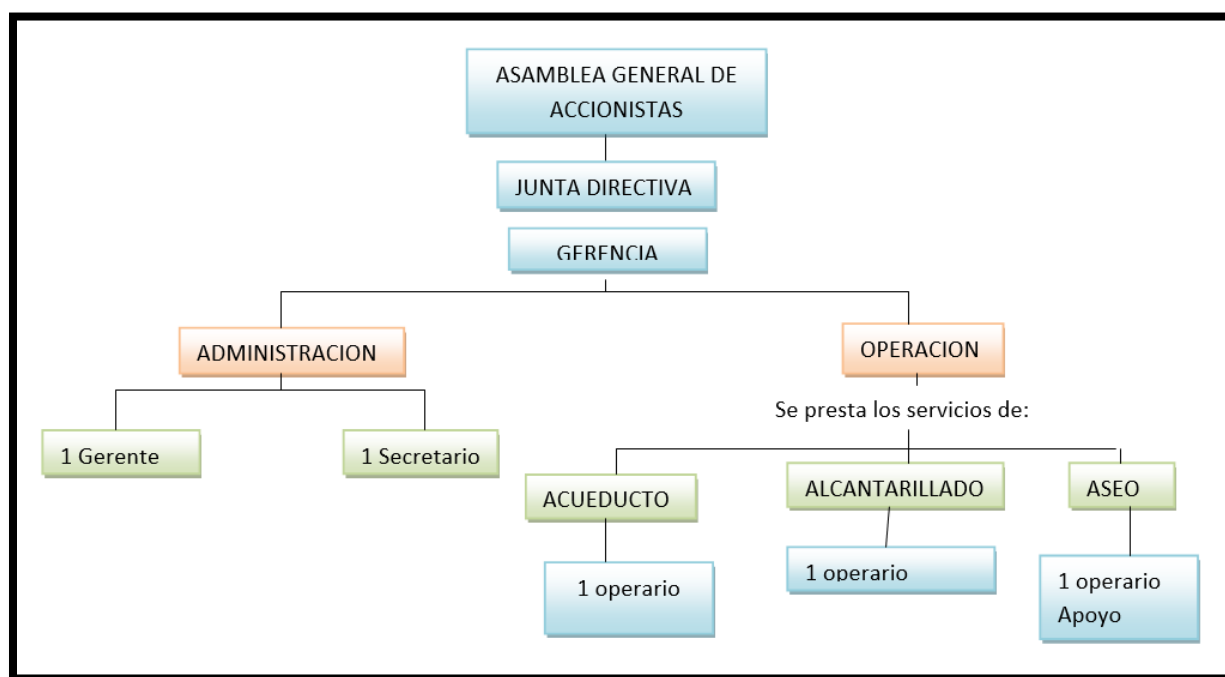 ASAMBLEA GENERAL DE
ACCIONISTAS
JUNTA DIRECTIVA
GERENCIA
ADMINISTRACION
OPERACION
Se presta los servicios de:
1 Gerente
1 Secretario
ACUEDUCTO
ALCANTARILLADO
ASEO
1 operario
1 operario
1 operario
Apoyo